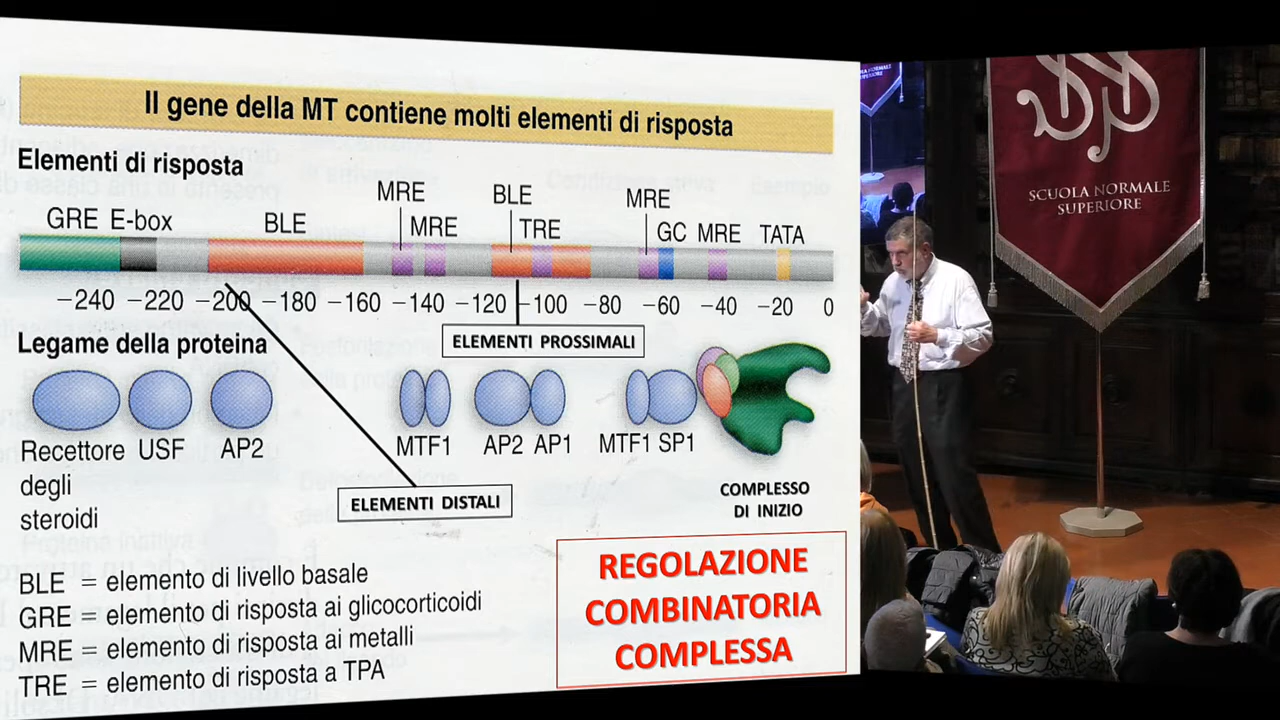 Il gene della MT contiene molti elementi di risposta
Elementi di risposta
MRE BLE MRE
GRE E-box BLE MRE TRE GC MRE TATA
−240 −220 −200 −180 −160 −140 −120 −100 −80 −60 −40 −20 0
ELEMENTI PROSSIMALI
Legame della proteina
MTF1 AP2 AP1 MTF1 SP1
Recettore USF AP2
degli
steroidi
ELEMENTI DISTALI
COMPLESSO
DI INIZIO
BLE = elemento di livello basale
GRE = elemento di risposta ai glicocorticoidi
MRE = elemento di risposta ai metalli
TRE = elemento di risposta a TPA
REGOLAZIONE
COMBINATORIA
COMPLESSA
SCUOLA NORMALE
SUPERIORE